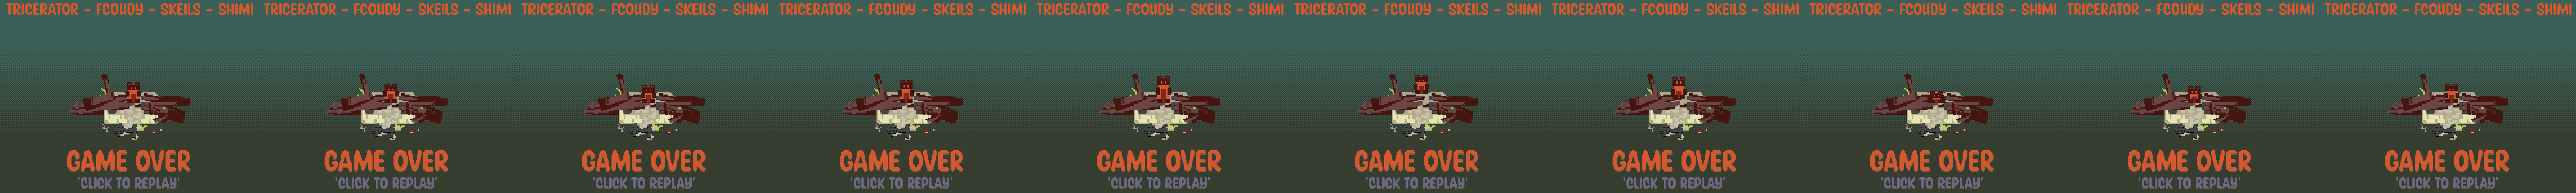 TRICERATOR - FCOUDY - SKEILS - SHIMI TRICERATOR - FCOUDY - SKEILS - SHIMI TRICERATOR - FCOUDY - SKEILS - SHIMI TRICERATOR - FCOUDY - SKEILS - SHIMI TRICERATOR - FCOUDY - SKEILS - SHIMI TRICERATOR - FCOUDY - SKEILS - SHIMI TRICERATOR - FCOUDY - SKEILS - SHIMI TRICERATOR - FCOUDY - SKEILS - SHIMI TRICERATOR - FCOUDY - SKEILS - SHIMI TRICERATOR - FCOUDY - SKEILS - SHIMI
GAME OVER GAME OVER GAME OVER GAME OVER GAME OVER GAME OVER GAME OVER GAME OVER GAME OVER GAME OVER
'CLICK TO REPLAY' 'CLICK TO REPLAY' 'CLICK TO REPLAY' 'CLICK TO REPLAY' 'CLICK TO REPLAY' 'CLICK TO REPLAY' 'CLICK TO REPLAY' 'CLICK TO REPLAY' 'CLICK TO REPLAY' 'CLICK TO REPLAY'